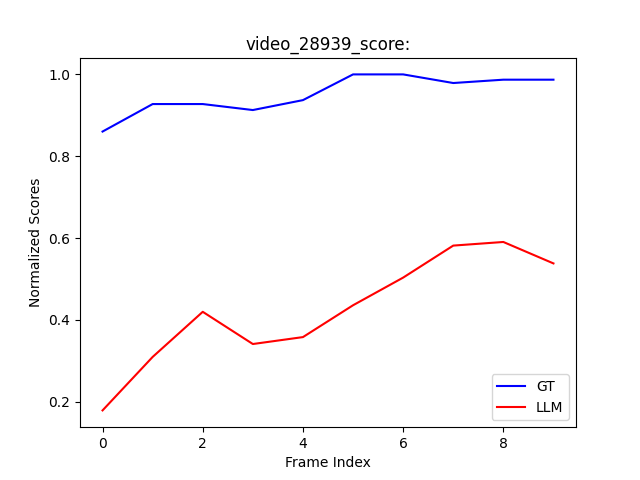 video_28939_score:
Normalized Scores
1.0
0.8
0.6
0.4
0.2
0 2 4 6 8
Frame Index
GT
LLM